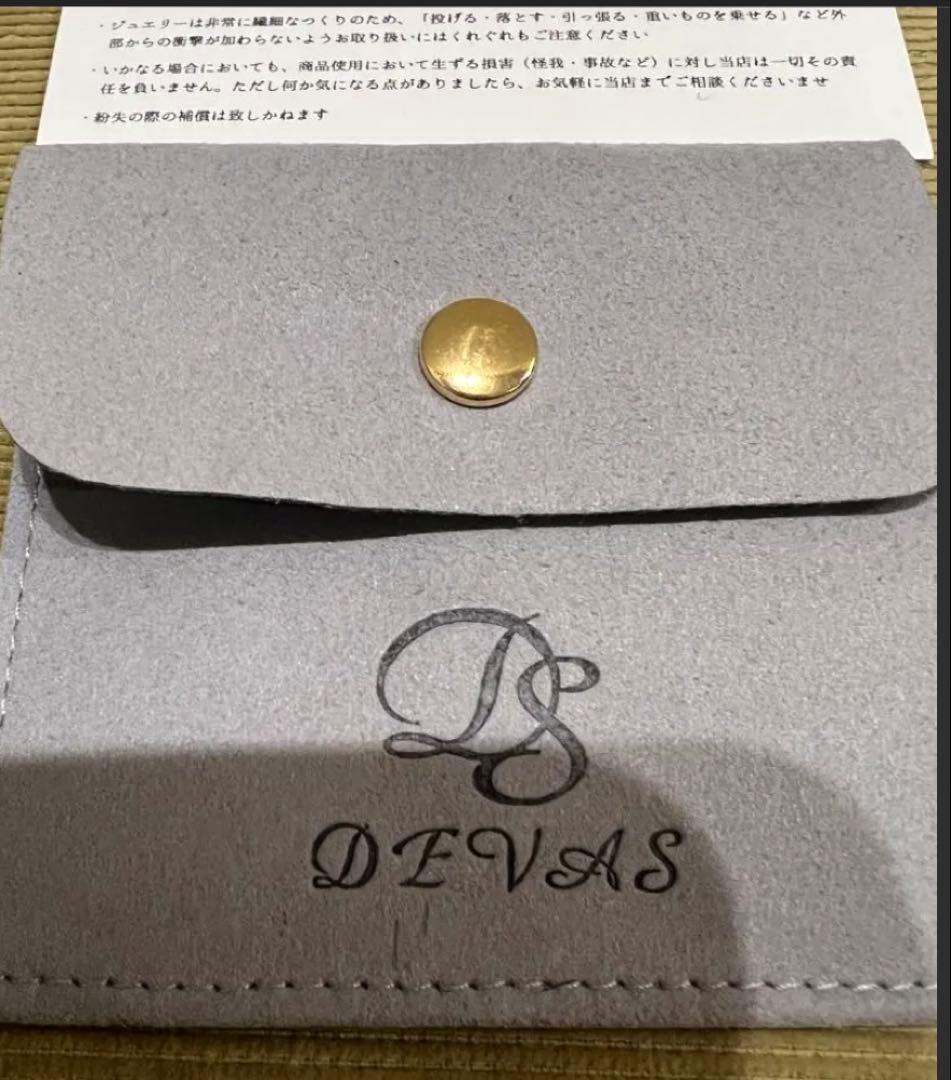 ・ジュエリーは非常に繊細なつくりのため、「投げる・落とす・引っ張る・重いものを乗せる」など外
部からの衝撃が加わらないようお取り扱いにはくれぐれもご注意ください
・いかなる場合においても、商品使用において生ずる損害（怪我・事故など）に対し当店は一切その責
任を負いません。ただし何か気になる点がありましたら、お気軽に当店までご相談くださいませ
・紛失の際の補償は致しかねます
DS
DEVAS